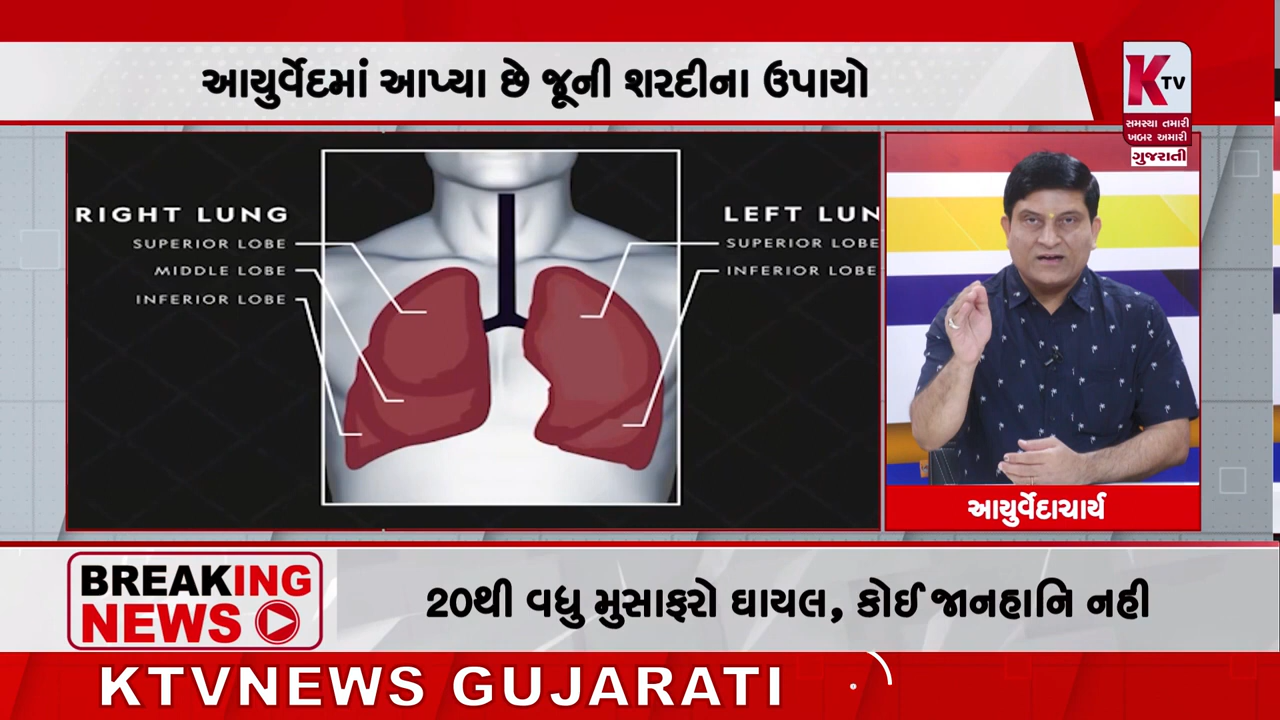 આયુર્વેદમાં આપ્યા છે જૂની શરદીના ઉપાયો
KTV
સમસ્યા તમારી
ખબર અમારી
ગુજરાતી
RIGHT LUNG
SUPERIOR LOBE
MIDDLE LOBE
INFERIOR LOBE
LEFT LUN
SUPERIOR LOBE
INFERIOR LOBE
આયુર્વેદાચાર્ય
BREAKING
NEWS
20થી વધુ મુસાફરો ઘાયલ, કોઈ જાનહાનિ નહી
KTVNEWS GUJARATI